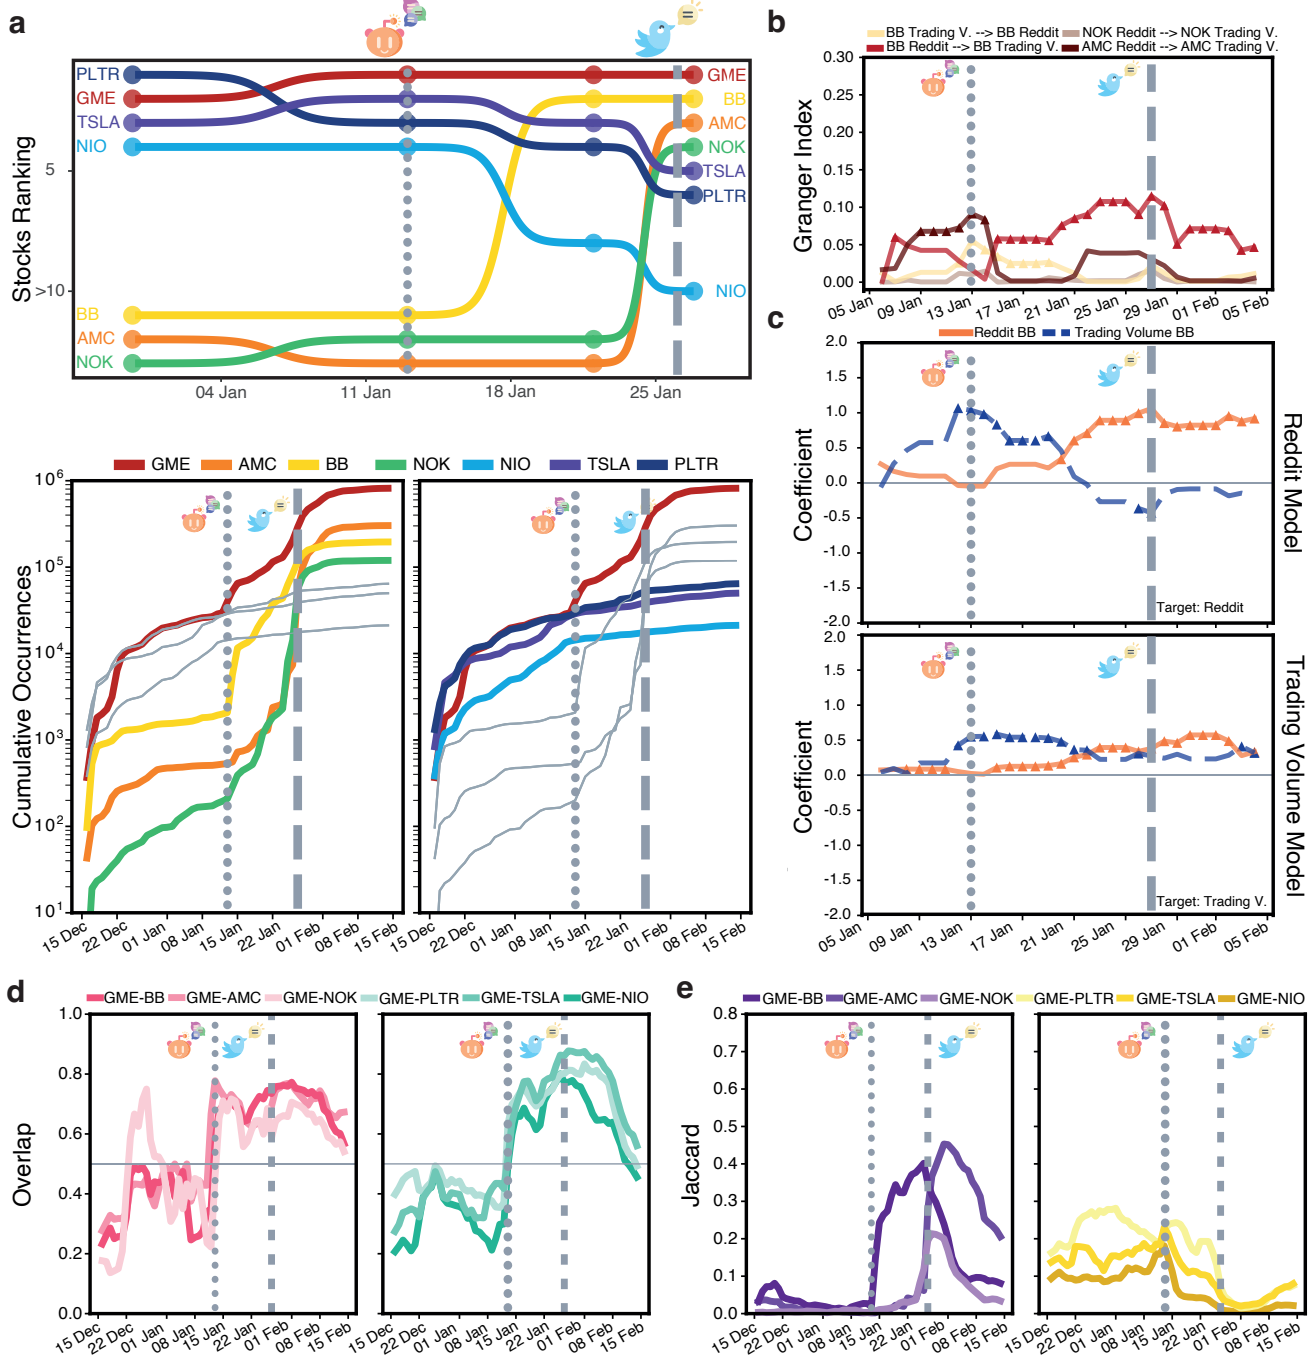 a
PLTR
GME
TSLA
NIO
BB
AMC
NOK
GME
BB
AMC
NOK
TSLA
PLTR
NIO
Stocks Ranking
5
>10
04 Jan 11 Jan 18 Jan 25 Jan
GME AMC BB NOK NIO TSLA PLTR
Cumulative Occurrences
10^6
10^5
10^4
10^3
10^2
10^1
15 Dec 22 Dec 01 Jan 08 Jan 15 Jan 22 Jan 01 Feb 08 Feb 15 Feb
15 Dec 22 Dec 01 Jan 08 Jan 15 Jan 22 Jan 01 Feb 08 Feb 15 Feb
b
BB Trading V. --> BB Reddit NOK Reddit --> NOK Trading V.
BB Reddit --> BB Trading V. AMC Reddit --> AMC Trading V.
Granger Index
0.30
0.25
0.20
0.15
0.10
0.05
0.00
05 Jan 09 Jan 13 Jan 17 Jan 21 Jan 25 Jan 29 Jan 01 Feb 05 Feb
c
Reddit BB Trading Volume BB
Coefficient
2.0
1.0
0.5
0.0
-0.5
-1.0
-1.5
-2.0
Target: Reddit
Reddit Model
Coefficient
2.0
1.5
1.0
0.5
0.0
-0.5
-1.0
-1.5
-2.0
Target: Trading V.
Trading Volume Model
05 Jan 09 Jan 13 Jan 17 Jan 21 Jan 25 Jan 29 Jan 01 Feb 05 Feb
d
GME-BB GME-AMC GME-NOK GME-PLTR GME-TSLA GME-NIO
Overlap
1.0
0.8
0.6
0.4
0.2
0.0
15 Dec 22 Dec 01 Jan 08 Jan 15 Jan 22 Jan 01 Feb 08 Feb 15 Feb
15 Dec 22 Dec 01 Jan 08 Jan 15 Jan 22 Jan 01 Feb 08 Feb 15 Feb
e
GME-BB GME-AMC GME-NOK GME-PLTR GME-TSLA GME-NIO
Jaccard
0.8
0.7
0.6
0.5
0.4
0.3
0.2
0.1
0.0
15 Dec 22 Dec 01 Jan 08 Jan 15 Jan 22 Jan 01 Feb 08 Feb 15 Feb
15 Dec 22 Dec 01 Jan 08 Jan 15 Jan 22 Jan 01 Feb 08 Feb 15 Feb